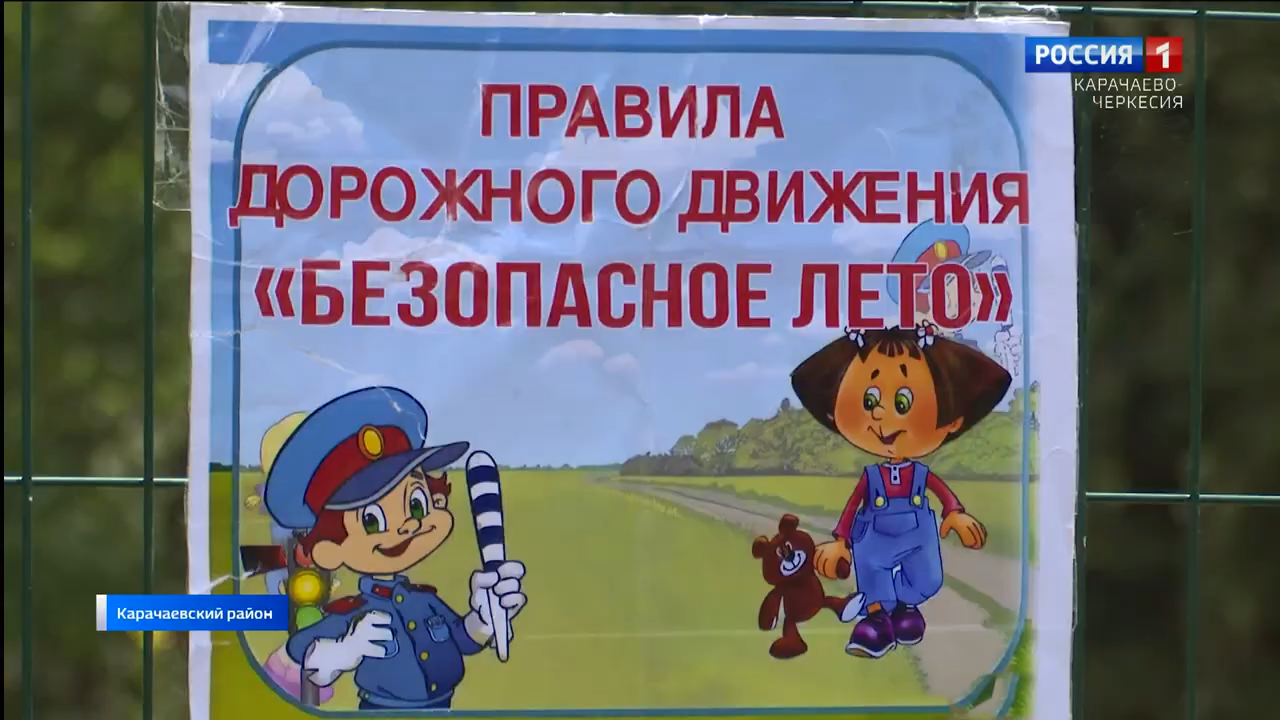 РОССИЯ 1
КАРАЧАЕВО-
ЧЕРКЕСИЯ
ПРАВИЛА
ДОРОЖНОГО ДВИЖЕНИЯ
«БЕЗОПАСНОЕ ЛЕТО»
Карачаевский район